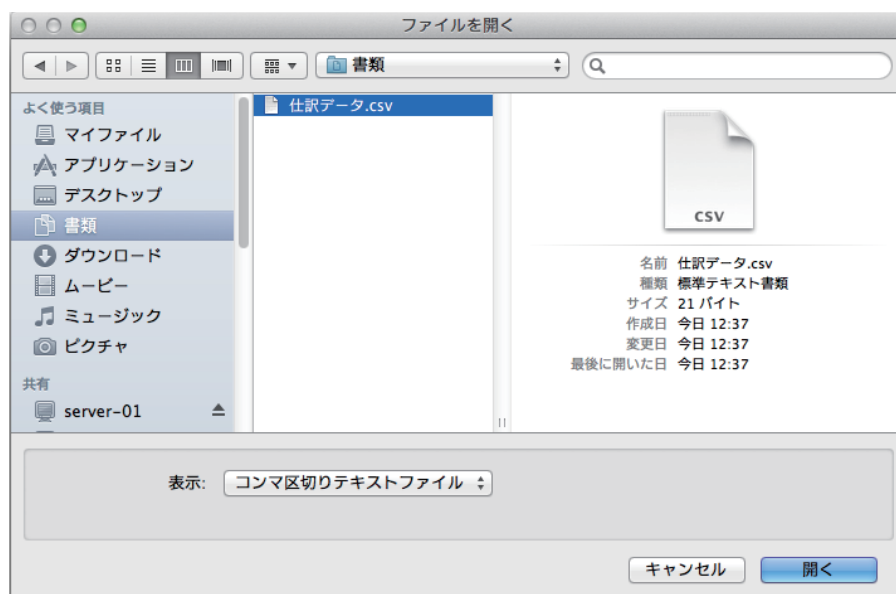 ファイルを開く
書類
よく使う項目
マイファイル
アプリケーション
デスクトップ
書類
ダウンロード
ムービー
ミュージック
ピクチャ
共有
server-01
仕訳データ.csv
CSV
名前 仕訳データ.csv
種類 標準テキスト書類
サイズ 21 バイト
作成日 今日 12:37
変更日 今日 12:37
最後に開いた日 今日 12:37
表示: コンマ区切りテキストファイル
キャンセル 開く